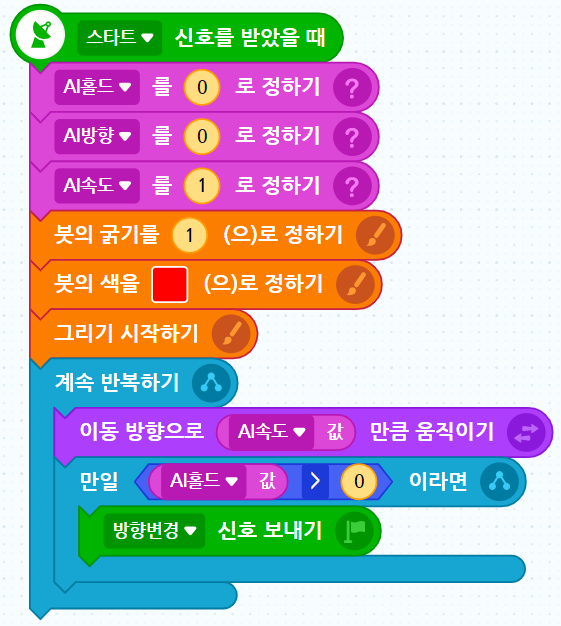 스타트 신호를 받았을 때
AI홀드 를 0 로 정하기 ?
AI방향 를 0 로 정하기 ?
AI속도 를 1 로 정하기 ?
붓의 굵기를 1 (으)로 정하기
붓의 색을 (으)로 정하기
그리기 시작하기
계속 반복하기
이동 방향으로 AI속도 값 만큼 움직이기
만일 AI홀드 값 > 0 이라면
방향변경 신호 보내기